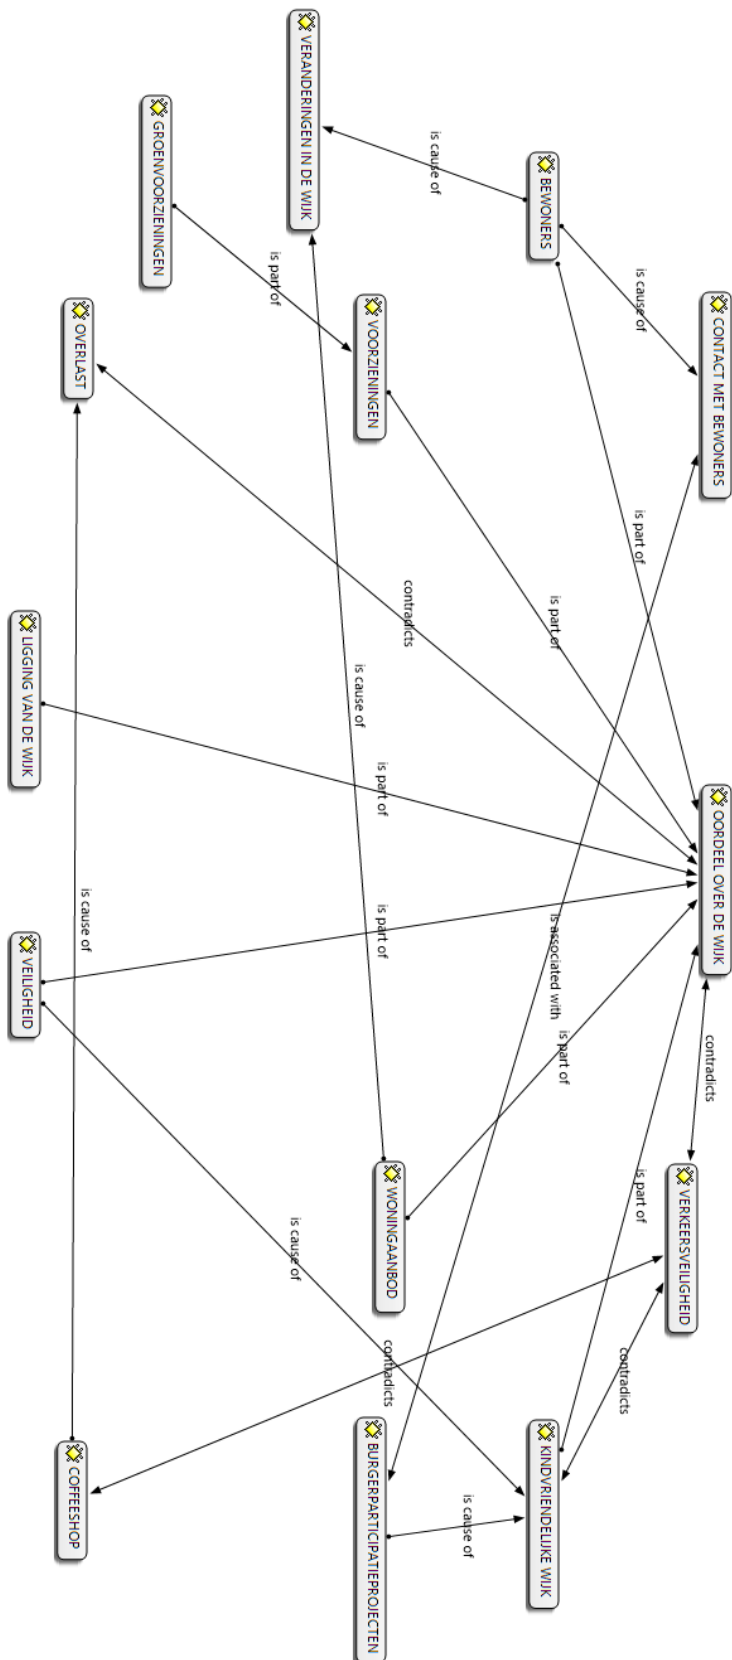 CONTACT MET BEWONERS
OORDEEL OVER DE WIJK
contradicts
VERKEERSVEILIGHEID
is cause of
is part of
is part of
contradicts
BEWONERS
is part of
is associated with
is part of
KINDVRIENDELIJKE WIJK
is cause of
contradicts
is cause of
VOORZIENINGEN
is cause of
is part of
is part of
WONINGAANBOD
contradicts
BURGERPARTICIPATIEPROJECTEN
VERANDERINGEN IN DE WIJK
is part of
is cause of
GROENVOORZIENINGEN
OVERLAST
is cause of
COFFEESHOP
LIGGING VAN DE WIJK
VEILIGHEID